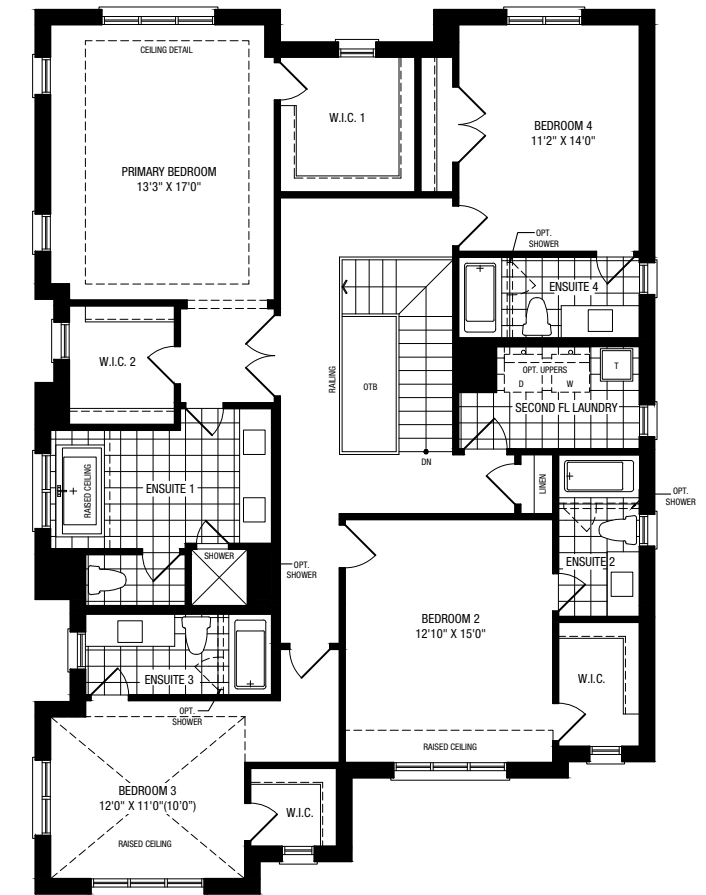 CEILING DETAIL
W.I.C. 1
BEDROOM 4
11'2" X 14'0"
PRIMARY BEDROOM
13'3" X 17'0"
OPT.
SHOWER
ENSUITE 4
W.I.C. 2
RAILING
OTB
OPT. UPPERS
D
W
T
SECOND FL LAUNDRY
DN
RAISED CEILING
ENSUITE 1
LINEN
OPT.
SHOWER
SHOWER
OPT.
SHOWER
ENSUITE 2
BEDROOM 2
12'10" X 15'0"
ENSUITE 3
W.I.C.
OPT.
SHOWER
RAISED CEILING
BEDROOM 3
12'0" X 11'0"(10'0")
W.I.C.
RAISED CEILING